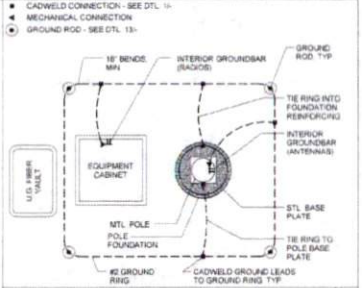 CADWELD CONNECTION - SEE DTL
MECHANICAL CONNECTION
GROUND ROD - SEE DTL
18" BENDS,
MIN
INTERIOR GROUNDBAR
(RADIOS)
GROUND
ROD, TYP
TIE RING INTO
FOUNDATION
REINFORCING
INTERIOR
GROUNDBAR
(ANTENNAS)
EQUIPMENT
CABINET
U.G. FIBER
VAULT
STL BASE
PLATE
MTL POLE
POLE
FOUNDATION
TIE RING TO
POLE BASE
PLATE
#2 GROUND
RING
CADWELD GROUND LEADS
TO GROUND RING, TYP